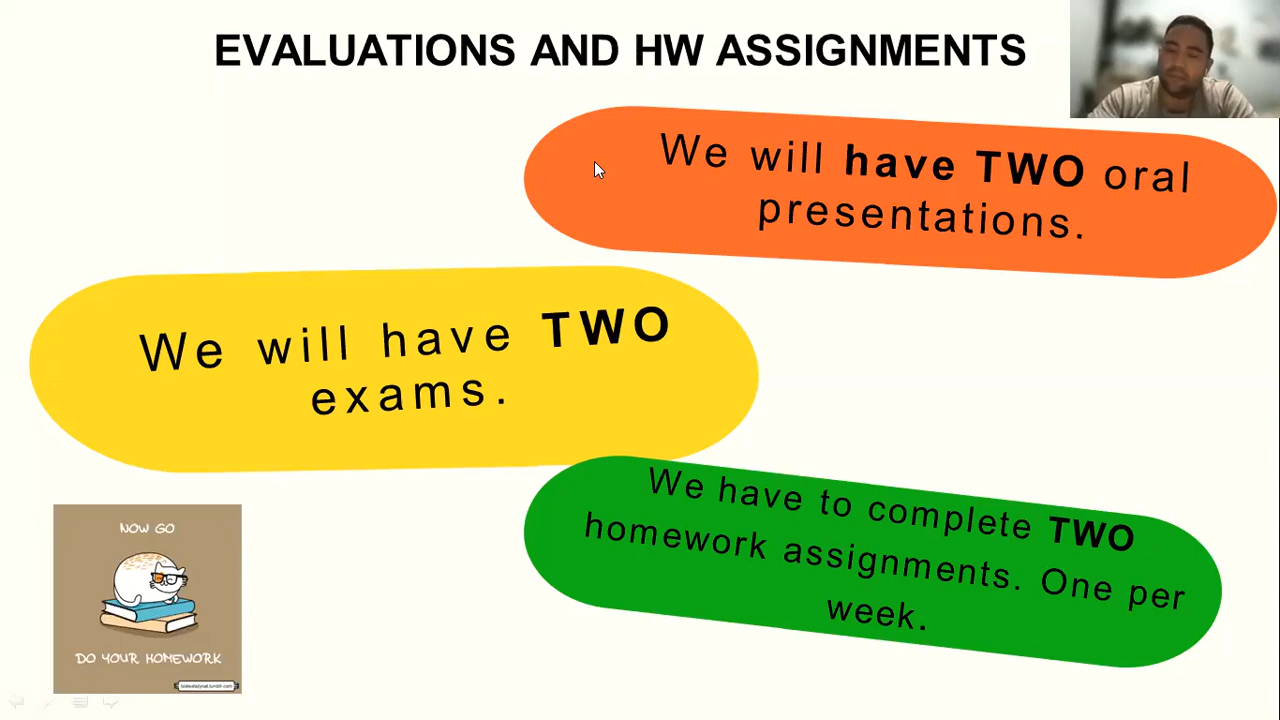 EVALUATIONS AND HW ASSIGNMENTS
We will have TWO oral
presentations.
We will have TWO
exams.
We have to complete TWO
homework assignments. One per
week.
NOW GO
DO YOUR HOMEWORK